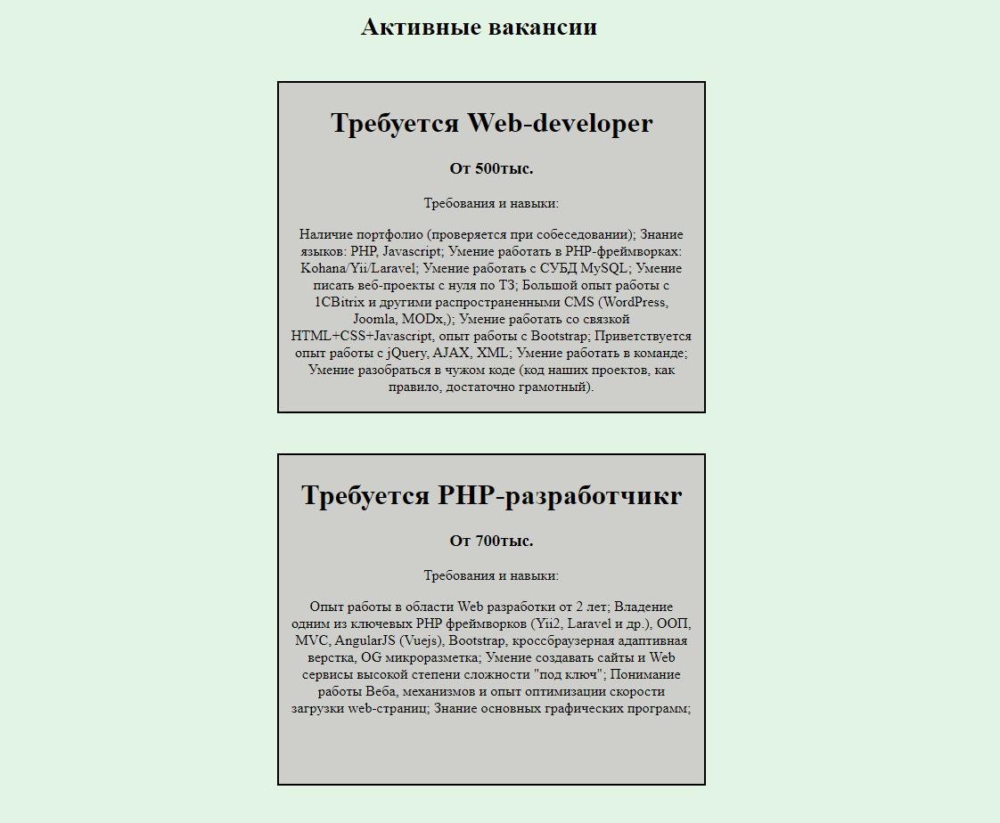 Активные вакансии
Требуется Web-developer
От 500тыс.
Требования и навыки:
Наличие портфолио (проверяется при собеседовании); Знание
языков: PHP, Javascript; Умение работать в PHP-фреймворках:
Kohana/Yii/Laravel; Умение работать с СУБД MySQL; Умение
писать веб-проекты с нуля по ТЗ; Большой опыт работы с
1CBitrix и другими распространенными CMS (WordPress,
Joomla, MODx,); Умение работать со связкой
HTML+CSS+Javascript, опыт работы с Bootstrap; Приветствуется
опыт работы с jQuery, AJAX, XML; Умение работать в команде;
Умение разобраться в чужом коде (код наших проектов, как
правило, достаточно грамотный).
Требуется PHP-разработчикr
От 700тыс.
Требования и навыки:
Опыт работы в области Web разработки от 2 лет; Владение
одним из ключевых PHP фреймворков (Yii2, Laravel и др.), ООП,
MVC, AngularJS (Vuejs), Bootstrap, кроссбраузерная адаптивная
верстка, OG микроразметка; Умение создавать сайты и Web
сервисы высокой степени сложности "под ключ"; Понимание
работы Веба, механизмов и опыт оптимизации скорости
загрузки web-страниц; Знание основных графических программ;